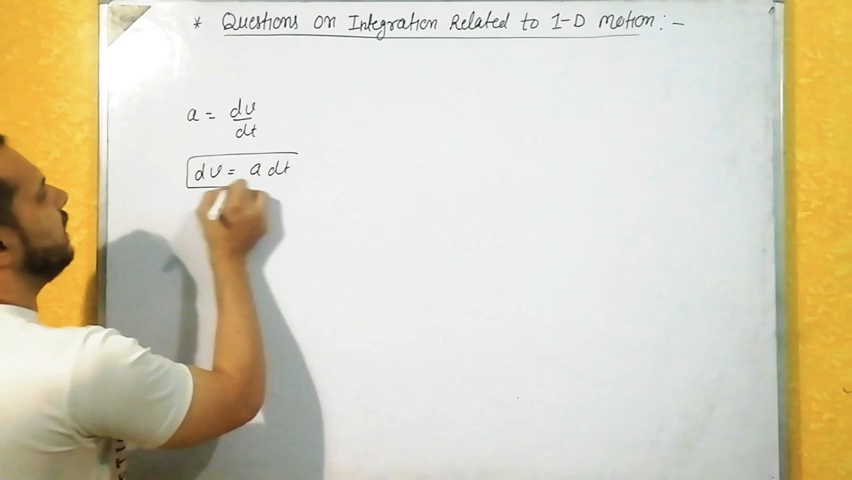 * Questions on Integration Related to 1-D motion:-
a = dv/dt
dv = a dt